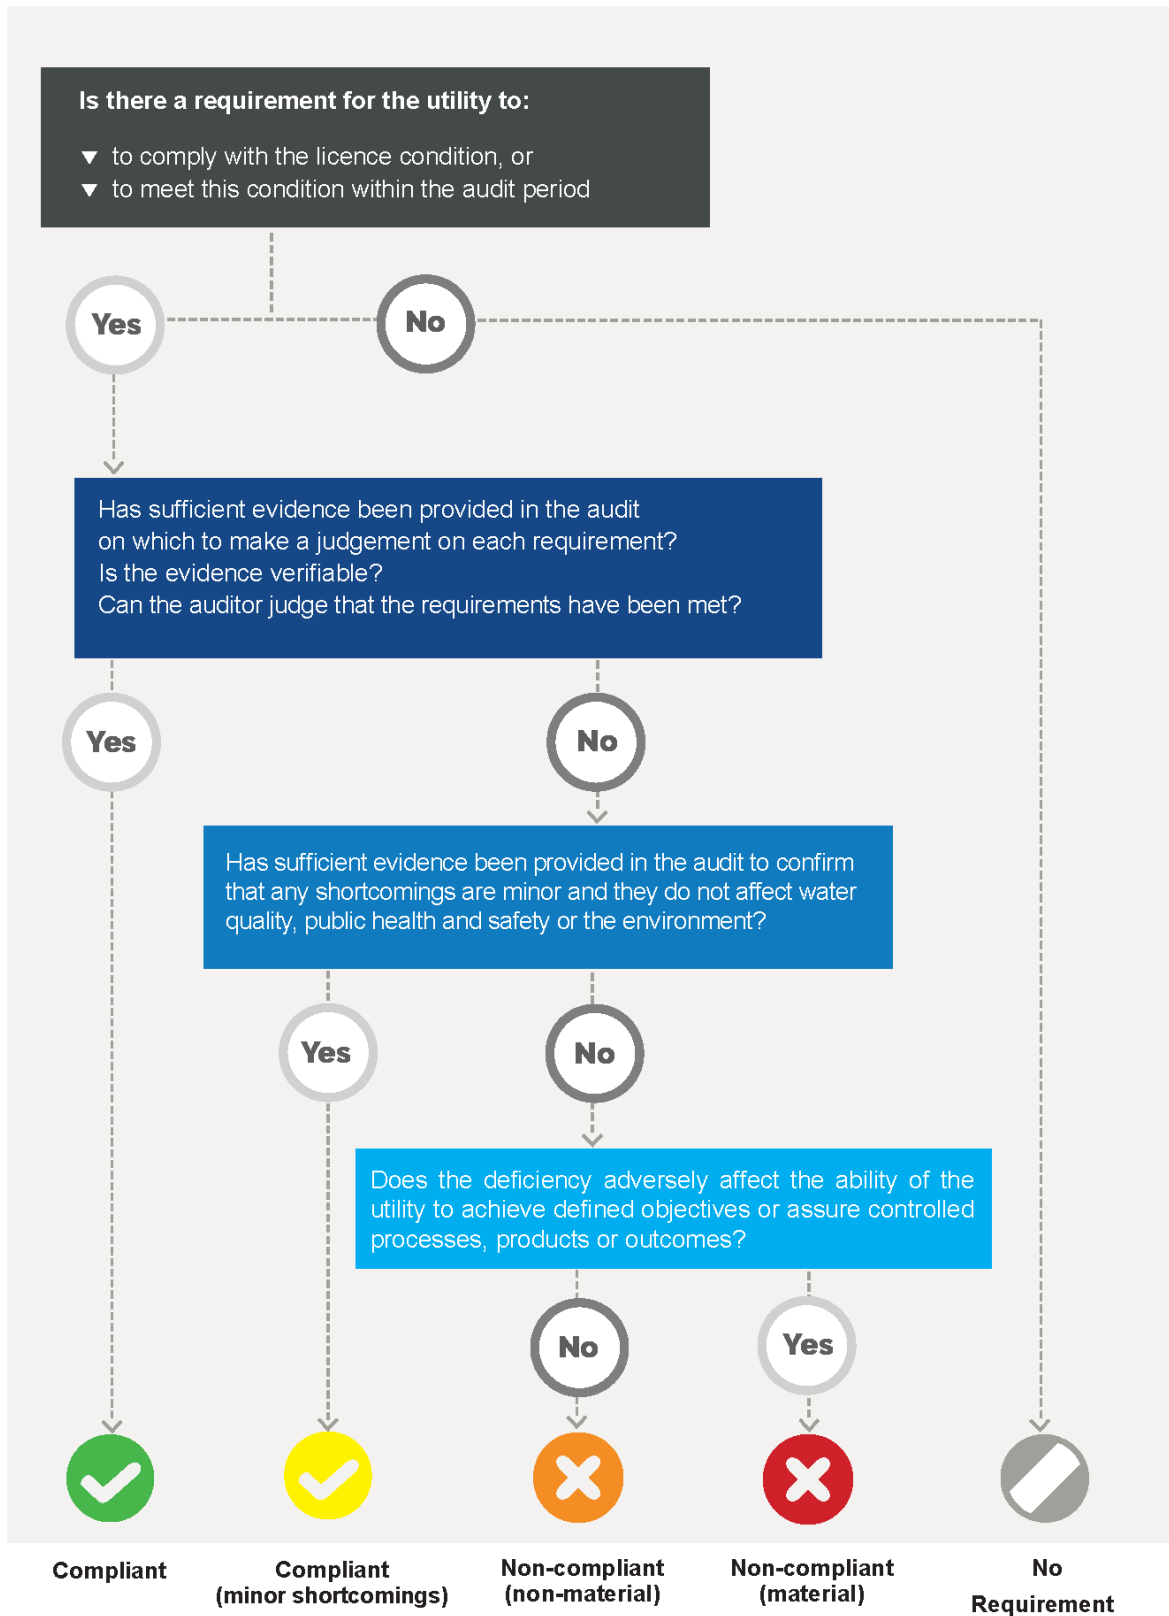 Is there a requirement for the utility to:
▼ to comply with the licence condition, or
▼ to meet this condition within the audit period
Yes
No
Has sufficient evidence been provided in the audit
on which to make a judgement on each requirement?
Is the evidence verifiable?
Can the auditor judge that the requirements have been met?
Yes
No
Has sufficient evidence been provided in the audit to confirm
that any shortcomings are minor and they do not affect water
quality, public health and safety or the environment?
Yes
No
Does the deficiency adversely affect the ability of the
utility to achieve defined objectives or assure controlled
processes, products or outcomes?
No
Yes
Compliant
Compliant
(minor shortcomings)
Non-compliant
(non-material)
Non-compliant
(material)
No
Requirement